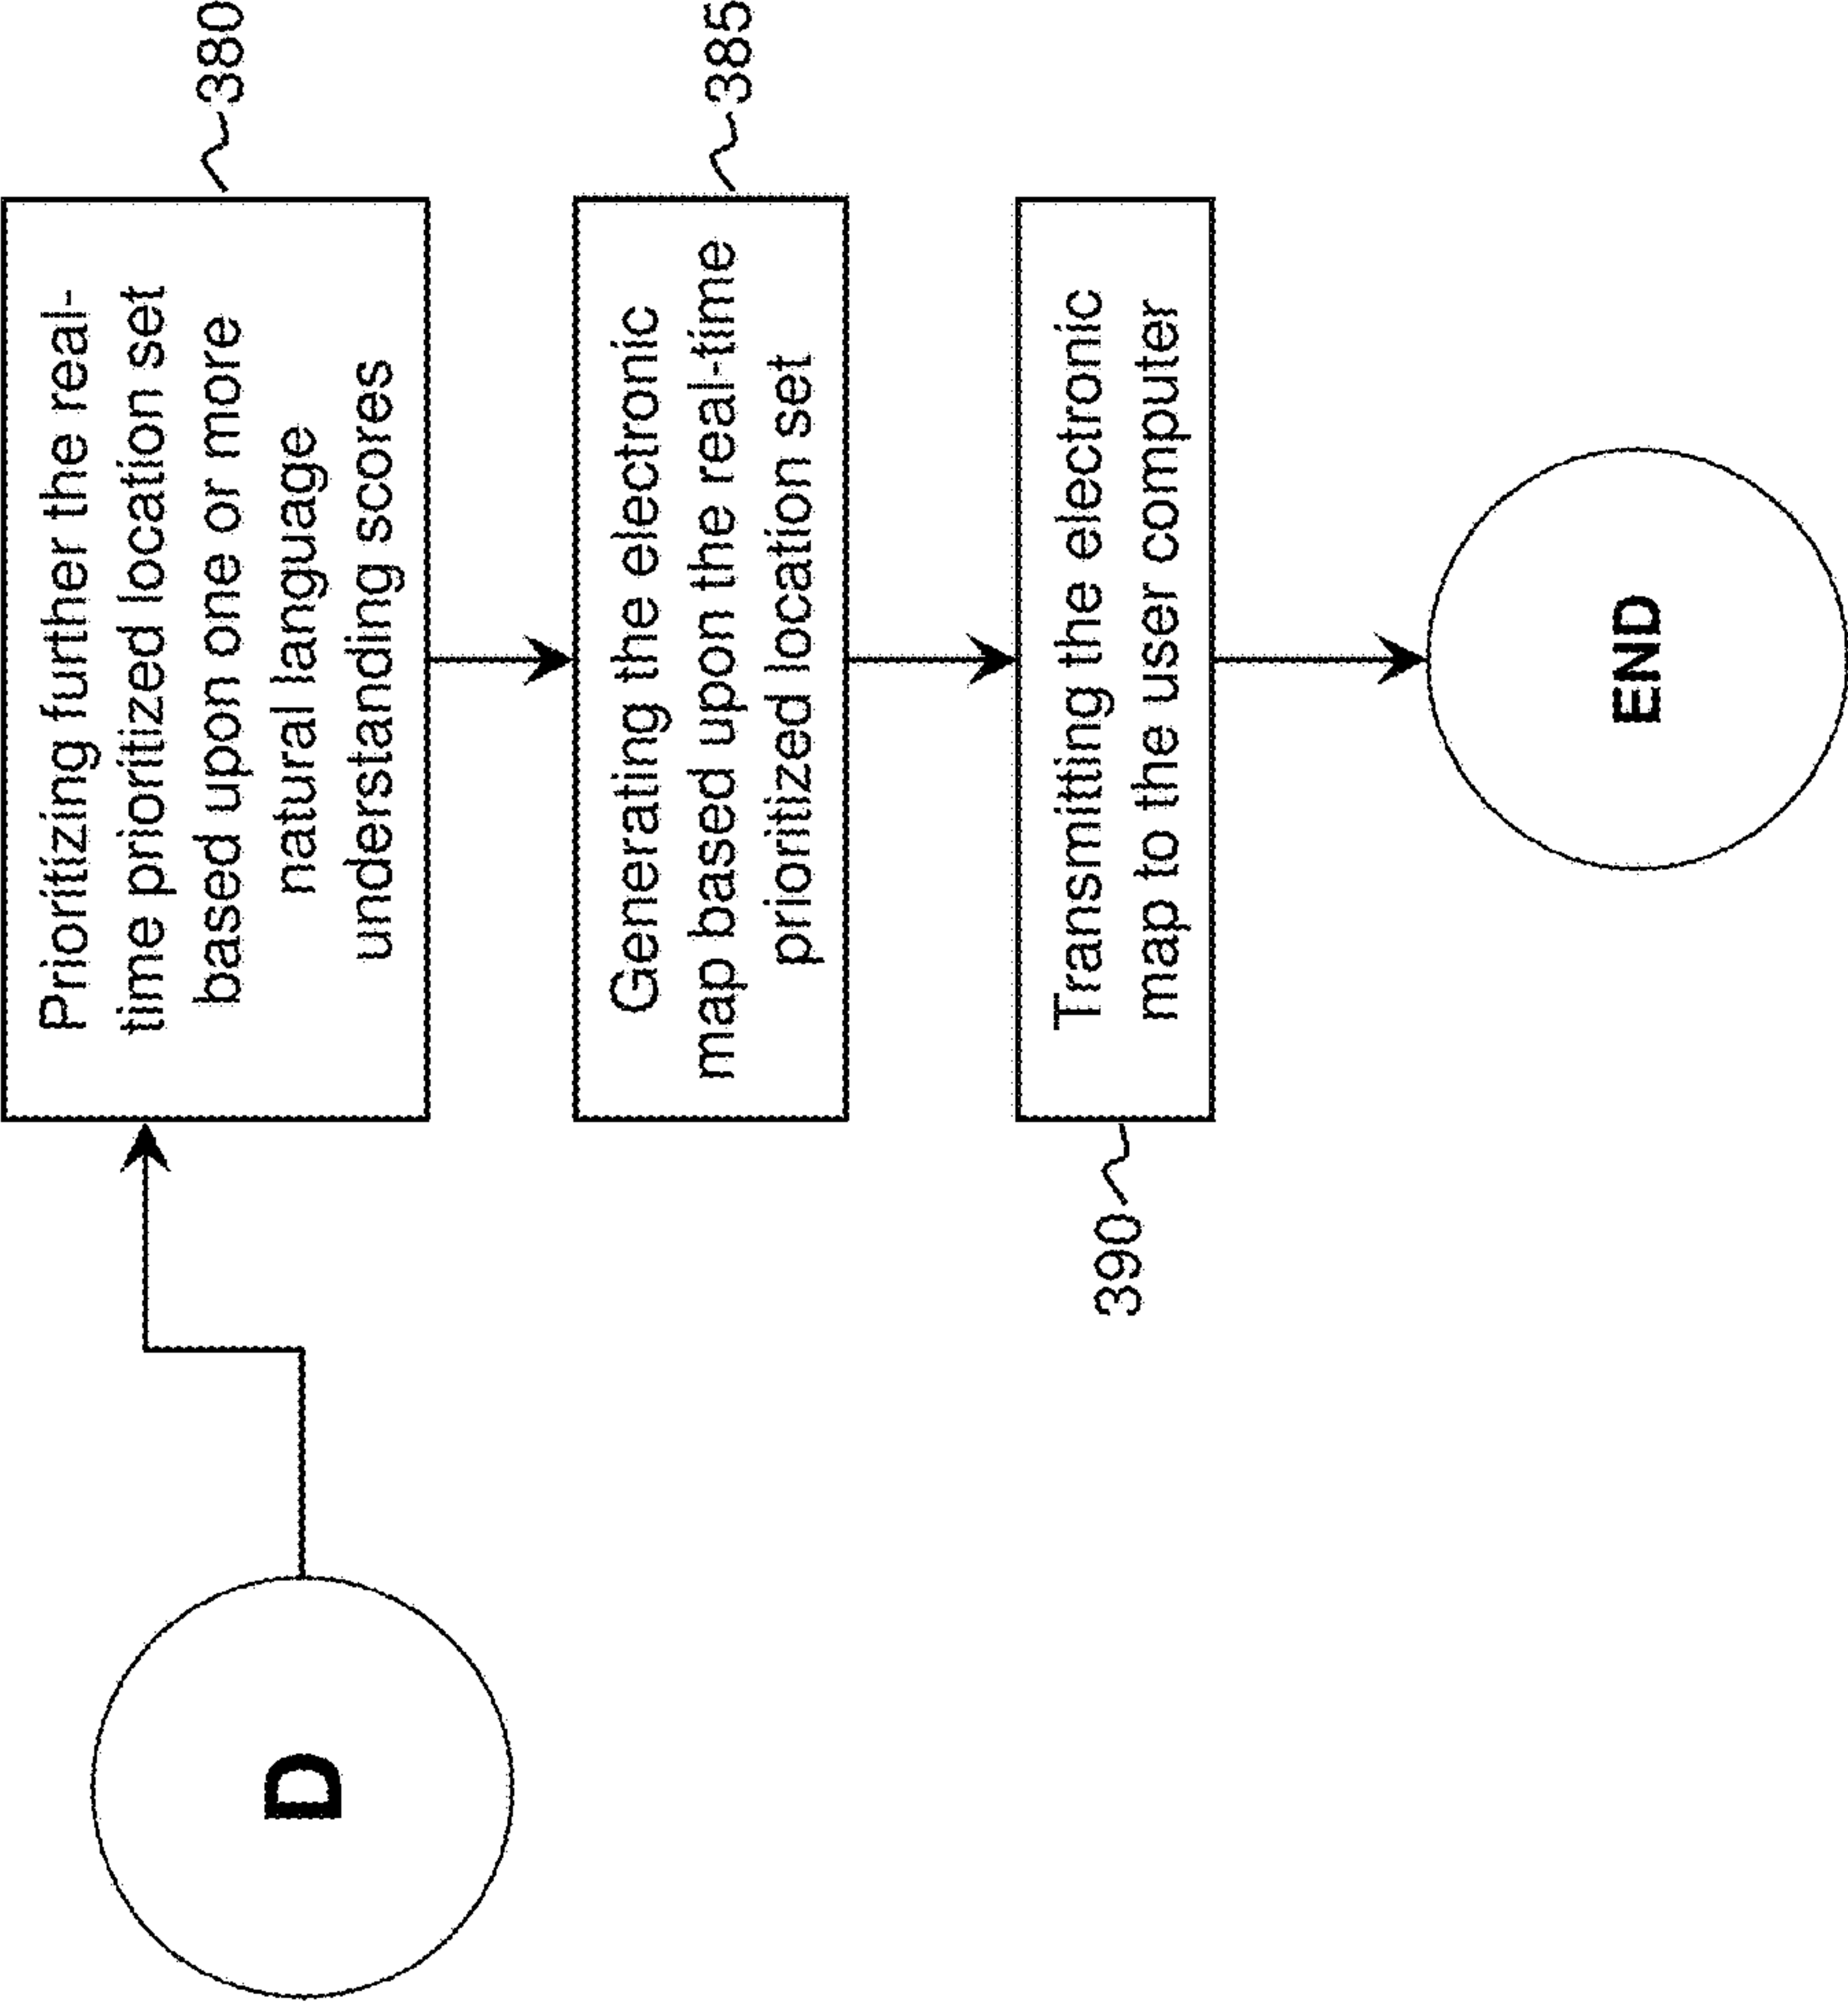 D
Prioritizing further the real-
time prioritized location set
based upon one or more
natural language
understanding scores
380
Generating the electronic
map based upon the real-time
prioritized location set
385
390
Transmitting the electronic
map to the user computer
END